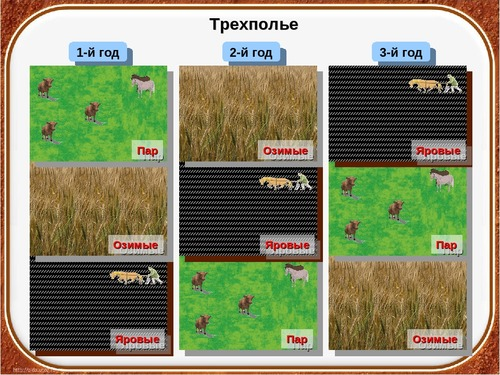 Трехполье
1-й год
2-й год
3-й год
Пар
Озимые
Яровые
Озимые
Яровые
Пар
Яровые
Пар
Озимые